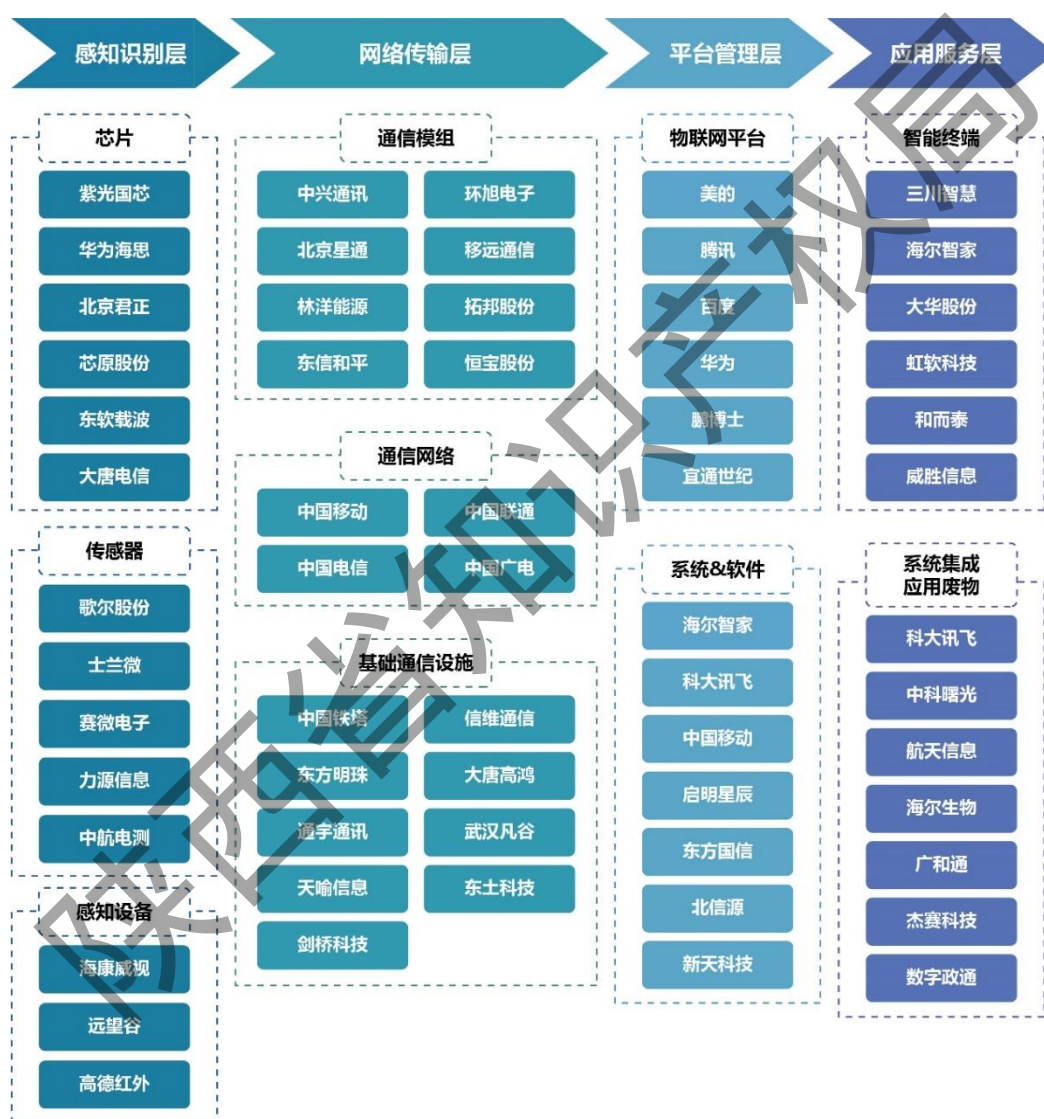 感知识别层
网络传输层
平台管理层
应用服务层
芯片
紫光国芯
华为海思
北京君正
芯原股份
东软载波
大唐电信
传感器
歌尔股份
士兰微
赛微电子
力源信息
中航电测
感知设备
海康威视
远望谷
高德红外
通信模组
中兴通讯
环旭电子
北京星通
移远通信
林洋能源
拓邦股份
东信和平
恒宝股份
通信网络
中国移动
中国联通
中国电信
中国广电
基础通信设施
中国铁塔
信维通信
东方明珠
大唐高鸿
通宇通讯
武汉凡谷
天喻信息
东土科技
剑桥科技
物联网平台
美的
腾讯
百度
华为
鹏博士
宜通世纪
系统&软件
海尔智家
科大讯飞
中国移动
启明星辰
东方国信
北信源
新天科技
智能终端
三川智慧
海尔智家
大华股份
虹软科技
和而泰
威胜信息
系统集成
应用废物
科大讯飞
中科曙光
航天信息
海尔生物
广和通
杰赛科技
数字政通
陕西省知识产权局